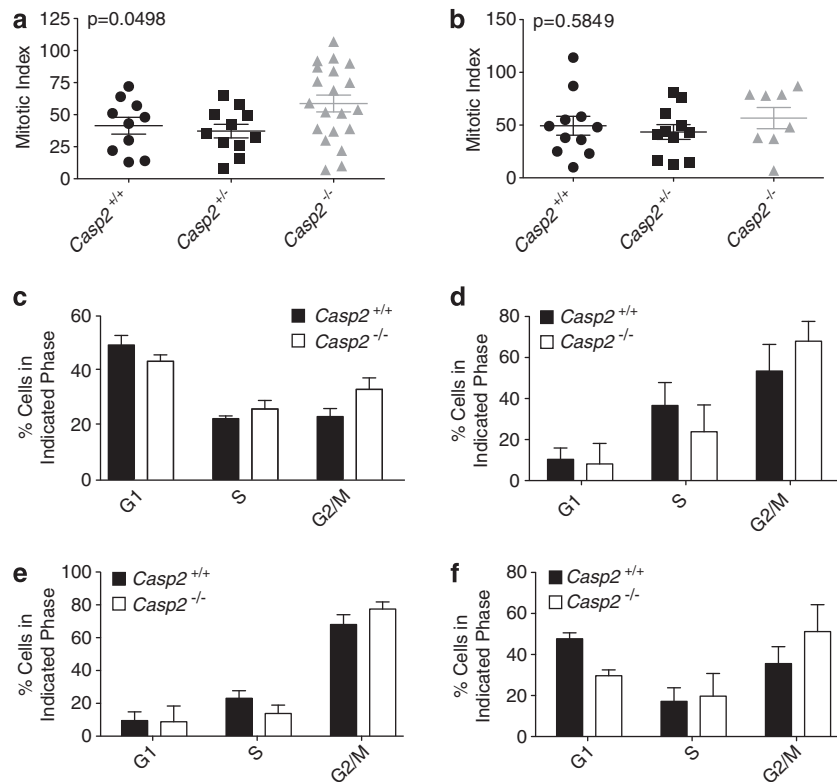 a
p=0.0498
Mitotic Index
125
100
75
50
25
0
Casp2 +/+
Casp2 +/-
Casp2 -/-
b
p=0.5849
Mitotic Index
150
100
50
0
Casp2 +/+
Casp2 +/-
Casp2 -/-
c
% Cells in
Indicated Phase
60
40
20
0
Casp2 +/+
Casp2 -/-
G1
S
G2/M
d
% Cells in
Indicated Phase
80
60
40
20
0
Casp2 +/+
Casp2 -/-
G1
S
G2/M
e
% Cells in
Indicated Phase
100
80
60
40
20
0
Casp2 +/+
Casp2 -/-
G1
S
G2/M
f
% Cells in
Indicated Phase
80
60
40
20
0
Casp2 +/+
Casp2 -/-
G1
S
G2/M